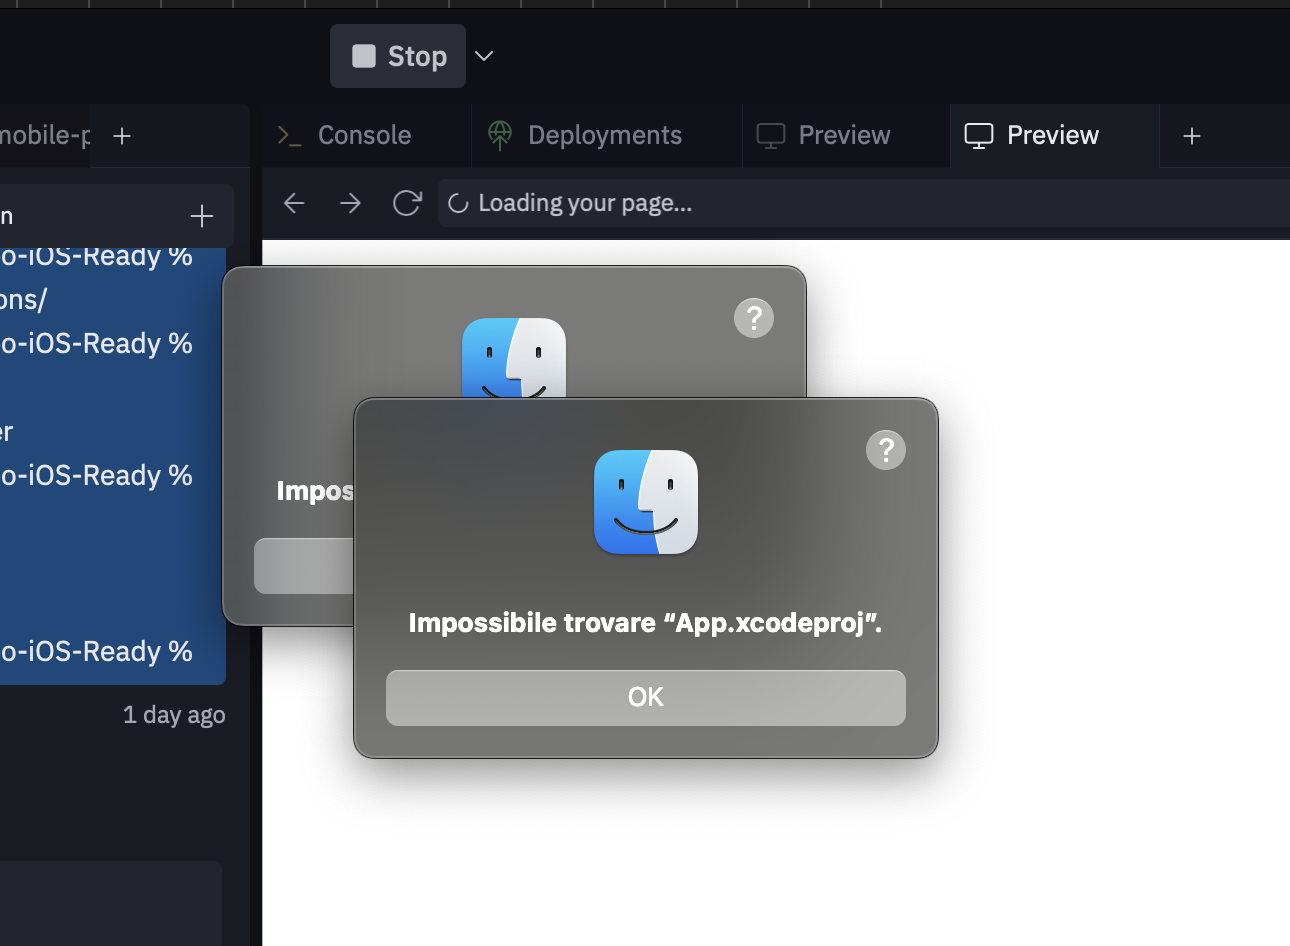 Stop
mobile-p
Console
Deployments
Preview
Preview
n
Loading your page...
o-iOS-Ready %
ons/
o-iOS-Ready %
er
o-iOS-Ready %
o-iOS-Ready %
1 day ago
?
Impos
?
Impossibile trovare “App.xcodeproj”.
OK